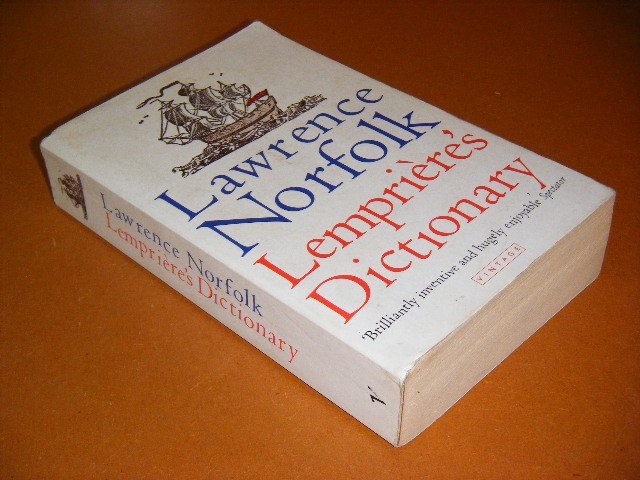 Lawrence
Norfolk
Lemprière's
Dictionary
'Brilliantly inventive and hugely enjoyable' Spectator
VINTAGE
Lawrence Norfolk
Lemprière's Dictionary